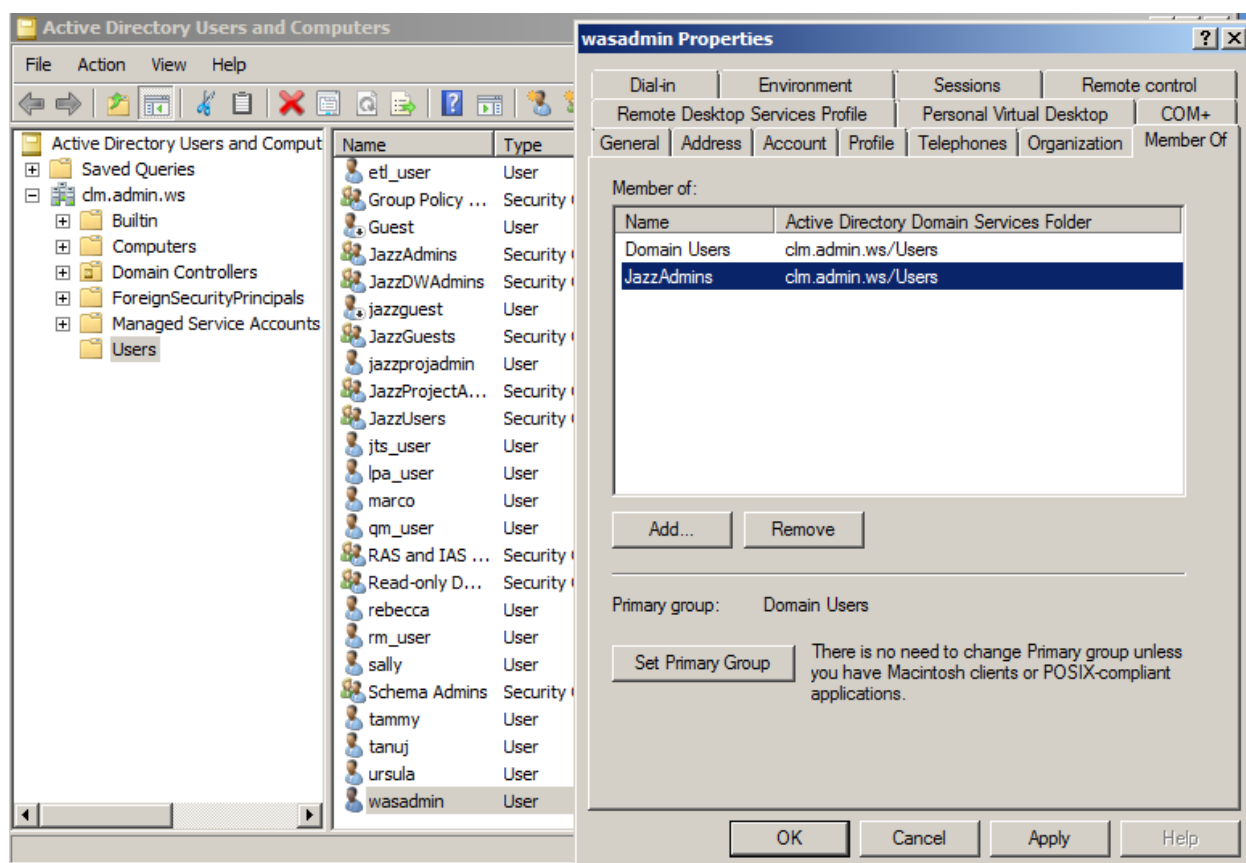 Active Directory Users and Computers
File Action View Help
Active Directory Users and Comput
Saved Queries
clm.admin.ws
Builtin
Computers
Domain Controllers
ForeignSecurityPrincipals
Managed Service Accounts
Users
Name Type
etl_user User
Group Policy ... Security
Guest User
JazzAdmins Security
JazzDWAdmins Security
jazzguest User
JazzGuests Security
jazzprojadmin User
JazzProjectA... Security
JazzUsers Security
jts_user User
lpa_user User
marco User
qm_user User
RAS and IAS ... Security
Read-only D... Security
rebecca User
rm_user User
sally User
Schema Admins Security
tammy User
tanuj User
ursula User
wasadmin User
wasadmin Properties
Dial-in Environment Sessions Remote control
Remote Desktop Services Profile Personal Virtual Desktop COM+
General Address Account Profile Telephones Organization Member Of
Member of:
Name Active Directory Domain Services Folder
Domain Users clm.admin.ws/Users
JazzAdmins clm.admin.ws/Users
Add... Remove
Primary group: Domain Users
Set Primary Group
There is no need to change Primary group unless
you have Macintosh clients or POSIX-compliant
applications.
OK Cancel Apply Help